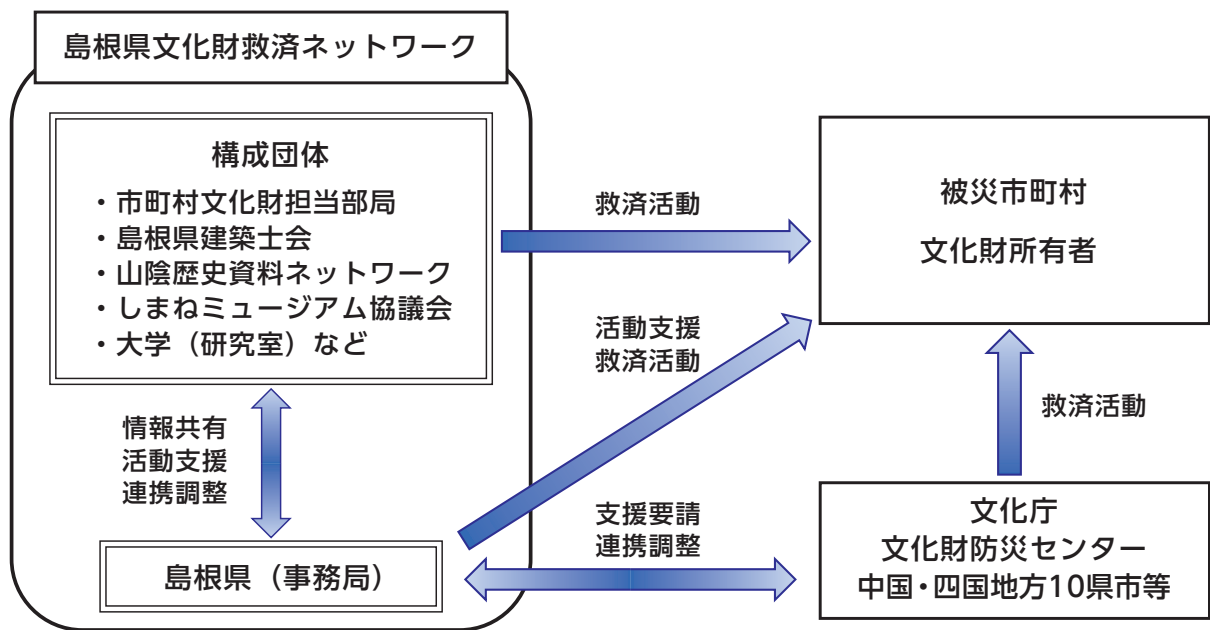 島根県文化財救済ネットワーク
構成団体
・市町村文化財担当部局
・島根県建築士会
・山陰歴史資料ネットワーク
・しまねミュージアム協議会
・大学（研究室）など
情報共有
活動支援
連携調整
島根県（事務局）
救済活動
活動支援
救済活動
支援要請
連携調整
被災市町村
文化財所有者
救済活動
文化庁
文化財防災センター
中国・四国地方10県市等